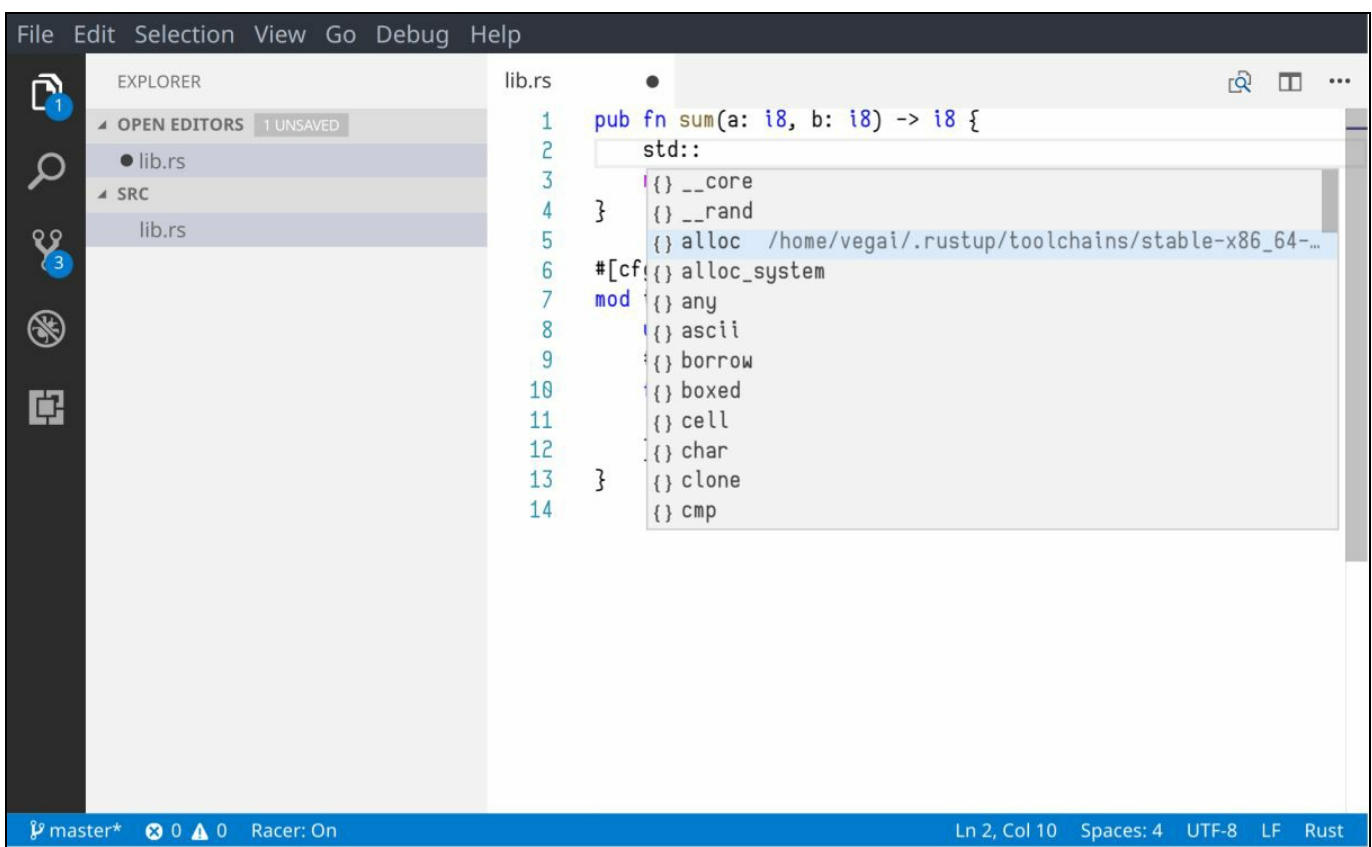 File Edit Selection View Go Debug Help
EXPLORER
OPEN EDITORS 1 UNSAVED
lib.rs
SRC
lib.rs
1
3
lib.rs
1 pub fn sum(a: i8, b: i8) -> i8 {
2 std::
3
4 }
5
6 #[cf
7 mod
8
9 #
10
11
12 }
13 }
14
{} __core
{} __rand
{} alloc /home/vegai/.rustup/toolchains/stable-x86_64-…
{} alloc_system
{} any
{} ascii
{} borrow
{} boxed
{} cell
{} char
{} clone
{} cmp
master* 0 0 Racer: On Ln 2, Col 10 Spaces: 4 UTF-8 LF Rust